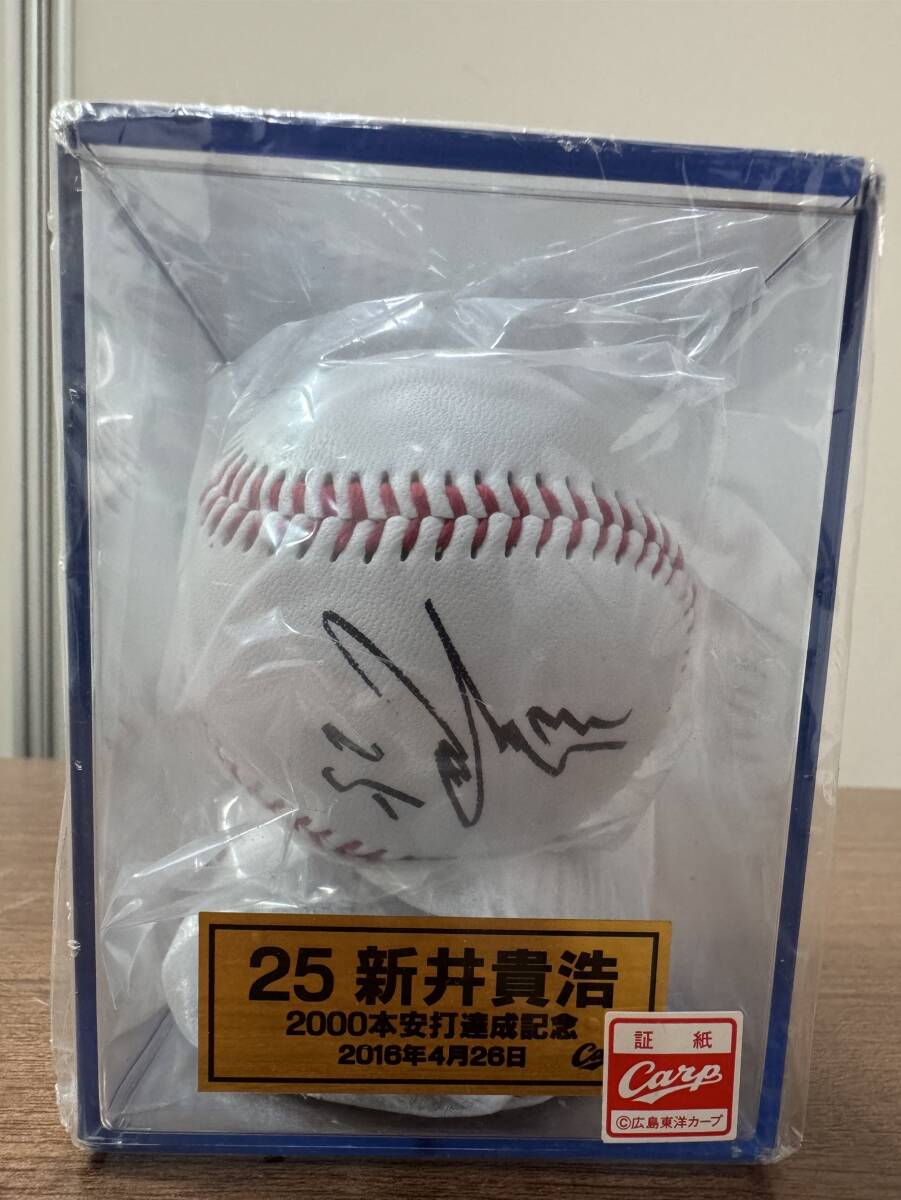 25
25 新井貴浩
2000本安打達成記念
2016年4月26日
証 紙
Carp
©広島東洋カープ